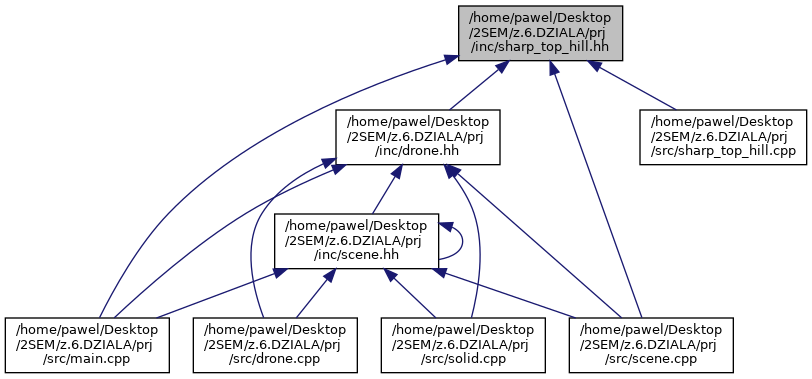 /home/pawel/Desktop
/2SEM/z.6.DZIALA/prj
/inc/sharp_top_hill.hh
/home/pawel/Desktop
/2SEM/z.6.DZIALA/prj
/inc/drone.hh
/home/pawel/Desktop
/2SEM/z.6.DZIALA/prj
/src/sharp_top_hill.cpp
/home/pawel/Desktop
/2SEM/z.6.DZIALA/prj
/inc/scene.hh
/home/pawel/Desktop
/2SEM/z.6.DZIALA/prj
/src/main.cpp
/home/pawel/Desktop
/2SEM/z.6.DZIALA/prj
/src/drone.cpp
/home/pawel/Desktop
/2SEM/z.6.DZIALA/prj
/src/solid.cpp
/home/pawel/Desktop
/2SEM/z.6.DZIALA/prj
/src/scene.cpp